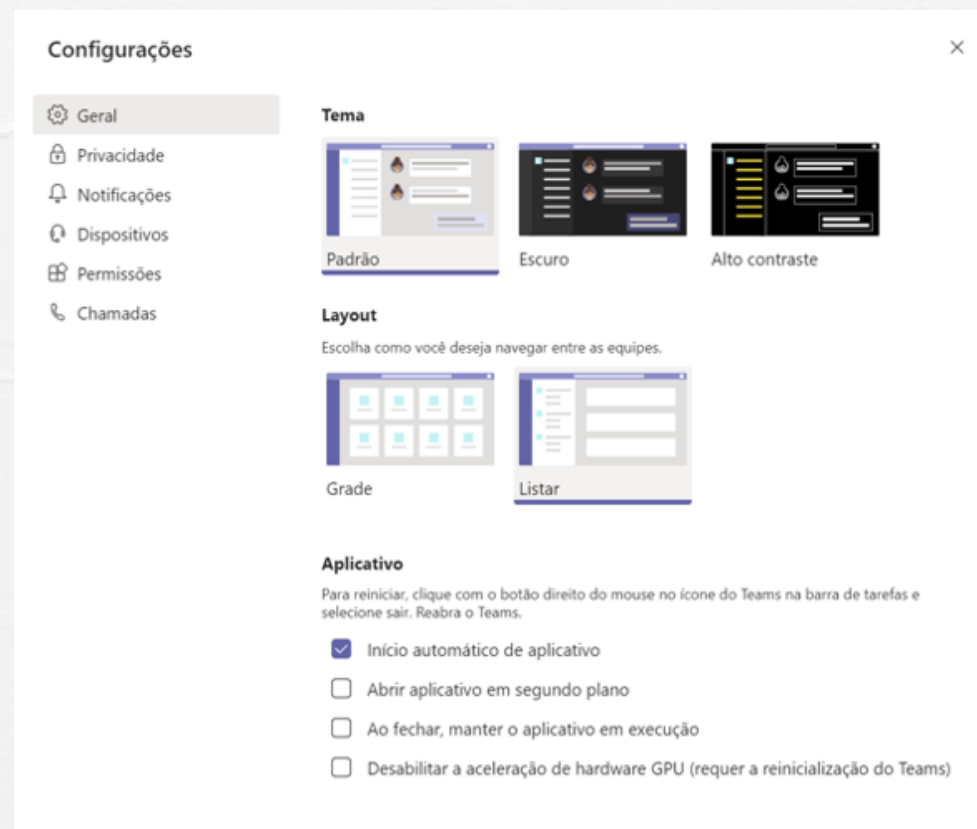 Configurações
Geral
Privacidade
Notificações
Dispositivos
Permissões
Chamadas
Tema
Padrão
Escuro
Alto contraste
Layout
Escolha como você deseja navegar entre as equipes.
Grade
Listar
Aplicativo
Para reiniciar, clique com o botão direito do mouse no ícone do Teams na barra de tarefas e
selecione sair. Reabra o Teams.
Início automático de aplicativo
Abrir aplicativo em segundo plano
Ao fechar, manter o aplicativo em execução
Desabilitar a aceleração de hardware GPU (requer a reinicialização do Teams)